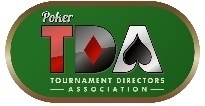 Poker
TDA
TOURNAMENT DIRECTORS
ASSOCIATION